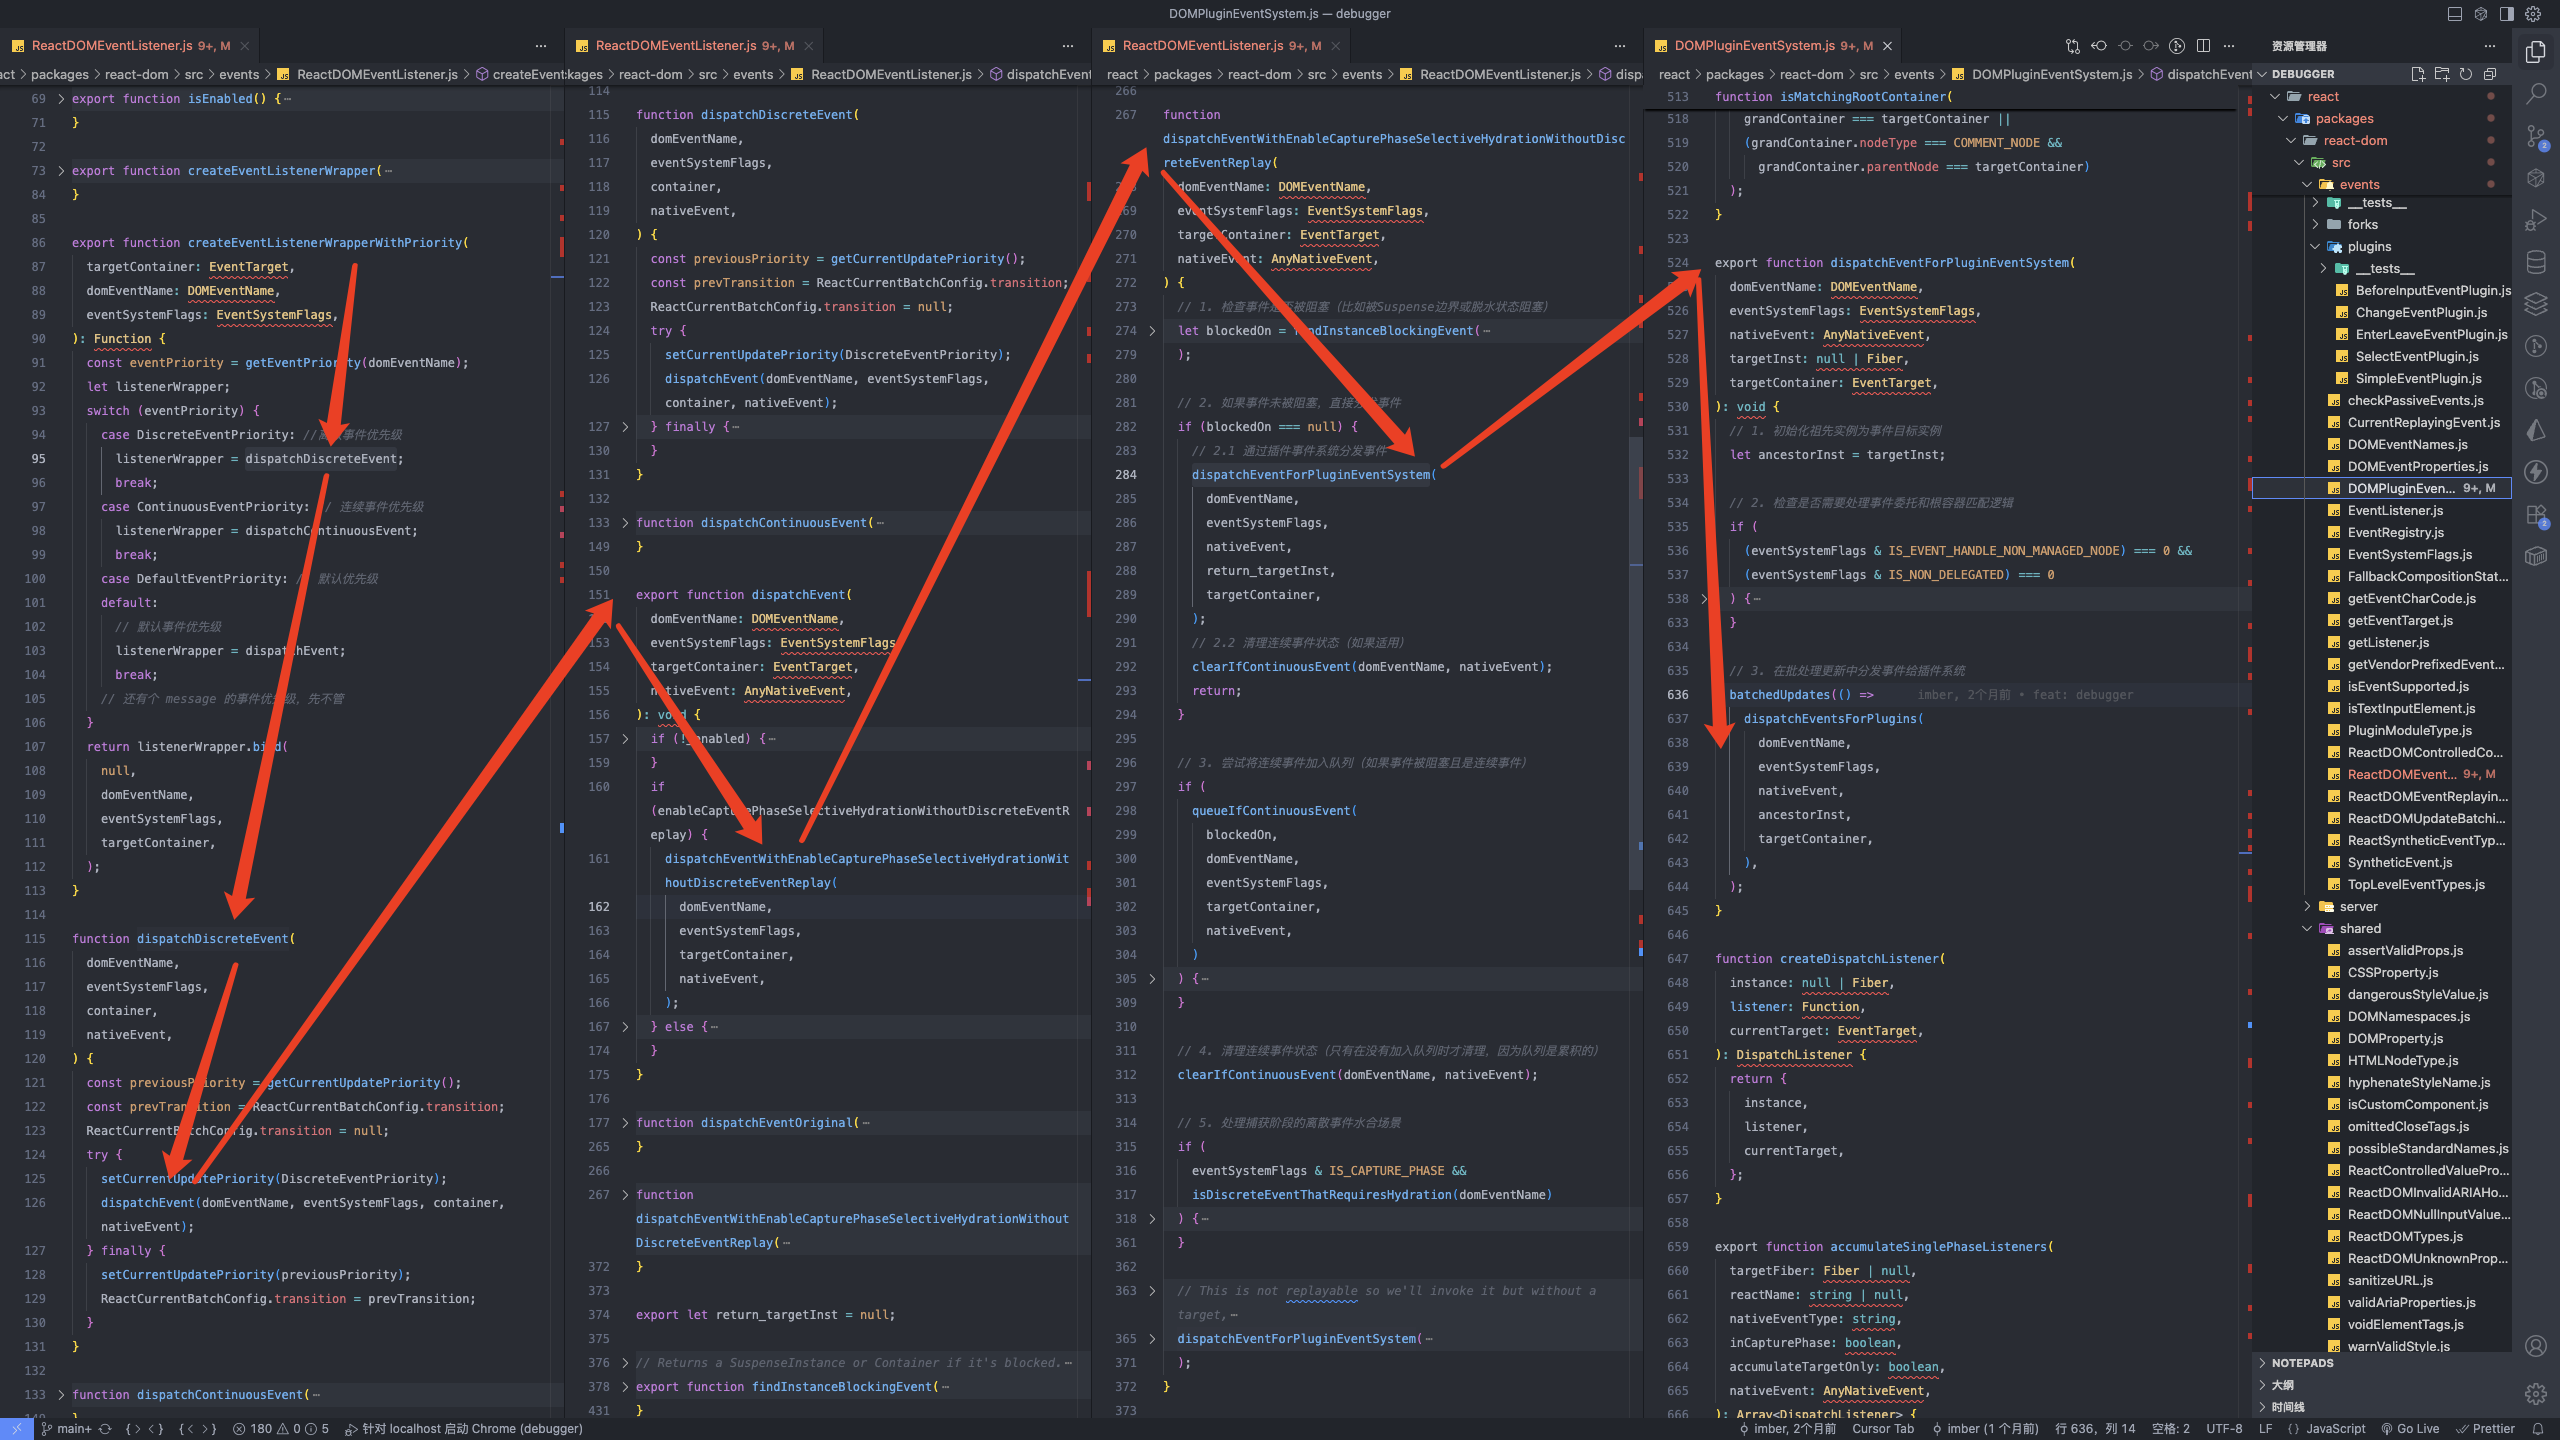 DOMPluginEventSystem.js — debugger
ReactDOMEventListener.js 9+, M
ct > packages > react-dom > src > events > ReactDOMEventListener.js > createEvent
69 export function isEnabled() {⋯
71 }
72
73 export function createEventListenerWrapper(⋯
84 }
85
86 export function createEventListenerWrapperWithPriority(
87 targetContainer: EventTarget,
88 domEventName: DOMEventName,
89 eventSystemFlags: EventSystemFlags,
90 ): Function {
91 const eventPriority = getEventPriority(domEventName);
92 let listenerWrapper;
93 switch (eventPriority) {
94 case DiscreteEventPriority: // 事件优先级
95 listenerWrapper = dispatchDiscreteEvent;
96 break;
97 case ContinuousEventPriority: // 连续事件优先级
98 listenerWrapper = dispatchContinuousEvent;
99 break;
100 case DefaultEventPriority: // 默认优先级
101 default:
102 // 默认事件优先级
103 listenerWrapper = dispatchEvent;
104 break;
105 // 还有个 message 的事件优先级，先不管
106 }
107 return listenerWrapper.bind(
108 null,
109 domEventName,
110 eventSystemFlags,
111 targetContainer,
112 );
113 }
114
115 function dispatchDiscreteEvent(
116 domEventName,
117 eventSystemFlags,
118 container,
119 nativeEvent,
120 ) {
121 const previousPriority = getCurrentUpdatePriority();
122 const prevTransition = ReactCurrentBatchConfig.transition;
123 ReactCurrentBatchConfig.transition = null;
124 try {
125 setCurrentUpdatePriority(DiscreteEventPriority);
126 dispatchEvent(domEventName, eventSystemFlags, container,
nativeEvent);
127 } finally {
128 setCurrentUpdatePriority(previousPriority);
129 ReactCurrentBatchConfig.transition = prevTransition;
130 }
131 }
132
133 function dispatchContinuousEvent(⋯
ReactDOMEventListener.js 9+, M
kages > react-dom > src > events > ReactDOMEventListener.js > dispatchEvent
114
115 function dispatchDiscreteEvent(
116 domEventName,
117 eventSystemFlags,
118 container,
119 nativeEvent,
120 ) {
121 const previousPriority = getCurrentUpdatePriority();
122 const prevTransition = ReactCurrentBatchConfig.transition;
123 ReactCurrentBatchConfig.transition = null;
124 try {
125 setCurrentUpdatePriority(DiscreteEventPriority);
126 dispatchEvent(domEventName, eventSystemFlags,
container, nativeEvent);
127 } finally {⋯
130 }
131 }
132
133 function dispatchContinuousEvent(⋯
149 }
150
151 export function dispatchEvent(
domEventName: DOMEventName,
153 eventSystemFlags: EventSystemFlags
154 targetContainer: EventTarget,
155 nativeEvent: AnyNativeEvent,
156 ): void {
157 if (!_enabled) {⋯
159 }
160 if
(enableCapturePhaseSelectiveHydrationWithoutDiscreteEventR
eplay) {
161 dispatchEventWithEnableCapturePhaseSelectiveHydrationWit
houtDiscreteEventReplay(
162 domEventName,
163 eventSystemFlags,
164 targetContainer,
165 nativeEvent,
166 );
167 } else {⋯
174 }
175 }
176
177 function dispatchEventOriginal(⋯
265 }
266
267 function
dispatchEventWithEnableCapturePhaseSelectiveHydrationWithout
DiscreteEventReplay(⋯
372 }
373
374 export let return_targetInst = null;
375
376 // Returns a SuspenseInstance or Container if it's blocked.⋯
378 export function findInstanceBlockingEvent(⋯
431 }
ReactDOMEventListener.js 9+, M
react > packages > react-dom > src > events > ReactDOMEventListener.js > disp
266
267 function
dispatchEventWithEnableCapturePhaseSelectiveHydrationWithoutDisc
reteEventReplay(
domEventName: DOMEventName,
269 eventSystemFlags: EventSystemFlags,
270 targetContainer: EventTarget,
271 nativeEvent: AnyNativeEvent,
272 ) {
273 // 1. 检查事件是否被阻塞（比如被Suspense边界或脱水状态阻塞）
274 let blockedOn = findInstanceBlockingEvent(⋯
279 );
280
281 // 2. 如果事件未被阻塞，直接分发事件
282 if (blockedOn === null) {
283 // 2.1 通过插件事件系统分发事件
284 dispatchEventForPluginEventSystem(
285 domEventName,
286 eventSystemFlags,
287 nativeEvent,
288 return_targetInst,
289 targetContainer,
290 );
291 // 2.2 清理连续事件状态（如果适用）
292 clearIfContinuousEvent(domEventName, nativeEvent);
293 return;
294 }
295
296 // 3. 尝试将连续事件加入队列（如果事件被阻塞且是连续事件）
297 if (
298 queueIfContinuousEvent(
299 blockedOn,
300 domEventName,
301 eventSystemFlags,
302 targetContainer,
303 nativeEvent,
304 )
305 ) {⋯
309 }
310
311 // 4. 清理连续事件状态（只有在没有加入队列时才清理，因为队列是累积的）
312 clearIfContinuousEvent(domEventName, nativeEvent);
313
314 // 5. 处理捕获阶段的离散事件水合场景
315 if (
316 eventSystemFlags & IS_CAPTURE_PHASE &&
317 isDiscreteEventThatRequiresHydration(domEventName)
318 ) {⋯
361 }
362
363 // This is not replayable so we'll invoke it but without a
target,⋯
365 dispatchEventForPluginEventSystem(⋯
371 );
372 }
373
DOMPluginEventSystem.js 9+, M
react > packages > react-dom > src > events > DOMPluginEventSystem.js > dispatchEvent
513 function isMatchingRootContainer(
518 grandContainer === targetContainer ||
519 (grandContainer.nodeType === COMMENT_NODE &&
520 grandContainer.parentNode === targetContainer)
521 );
522 }
523
524 export function dispatchEventForPluginEventSystem(
domEventName: DOMEventName,
526 eventSystemFlags: EventSystemFlags,
527 nativeEvent: AnyNativeEvent,
528 targetInst: null | Fiber,
529 targetContainer: EventTarget,
530 ): void {
531 // 1. 初始化祖先实例为事件目标实例
532 let ancestorInst = targetInst;
533
534 // 2. 检查是否需要处理事件委托和根容器匹配逻辑
535 if (
536 (eventSystemFlags & IS_EVENT_HANDLE_NON_MANAGED_NODE) === 0 &&
537 (eventSystemFlags & IS_NON_DELEGATED) === 0
538 ) {⋯
633 }
634
635 // 3. 在批处理更新中分发事件给插件系统
636 batchedUpdates(() => imber, 2个月前 • feat: debugger
637 dispatchEventsForPlugins(
638 domEventName,
639 eventSystemFlags,
640 nativeEvent,
641 ancestorInst,
642 targetContainer,
643 ),
644 );
645 }
646
647 function createDispatchListener(
648 instance: null | Fiber,
649 listener: Function,
650 currentTarget: EventTarget,
651 ): DispatchListener {
652 return {
653 instance,
654 listener,
655 currentTarget,
656 };
657 }
658
659 export function accumulateSinglePhaseListeners(
660 targetFiber: Fiber | null,
661 reactName: string | null,
662 nativeEventType: string,
663 inCapturePhase: boolean,
664 accumulateTargetOnly: boolean,
665 nativeEvent: AnyNativeEvent,
666 ): Array<DispatchListener> {
资源管理器
DEBUGGER
react
packages
react-dom
src
events
__tests__
forks
plugins
__tests__
BeforeInputEventPlugin.js
ChangeEventPlugin.js
EnterLeaveEventPlugin.js
SelectEventPlugin.js
SimpleEventPlugin.js
checkPassiveEvents.js
CurrentReplayingEvent.js
DOMEventNames.js
DOMEventProperties.js
DOMPluginEven... 9+, M
EventListener.js
EventRegistry.js
EventSystemFlags.js
FallbackCompositionStat...
getEventCharCode.js
getEventTarget.js
getListener.js
getVendorPrefixedEvent...
isEventSupported.js
isTextInputElement.js
PluginModuleType.js
ReactDOMControlledCo...
ReactDOMEvent... 9+, M
ReactDOMEventReplayin...
ReactDOMUpdateBatchi...
ReactSyntheticEventTyp...
SyntheticEvent.js
TopLevelEventTypes.js
server
shared
assertValidProps.js
CSSProperty.js
dangerousStyleValue.js
DOMNamespaces.js
DOMProperty.js
HTMLNodeType.js
hyphenateStyleName.js
isCustomComponent.js
omittedCloseTags.js
possibleStandardNames.js
ReactControlledValuePro...
ReactDOMInvalidARIAHo...
ReactDOMNullInputValue...
ReactDOMTypes.js
ReactDOMUnknownProp...
sanitizeURL.js
validAriaProperties.js
voidElementTags.js
warnValidStyle.js
NOTEPADS
大纲
时间线
2
2
main+ 180 0 5 针对 localhost 启动 Chrome (debugger) imber, 2个月前 Cursor Tab imber (1 个月前) 行 636，列 14 空格: 2 UTF-8 LF {} JavaScript Go Live Prettier